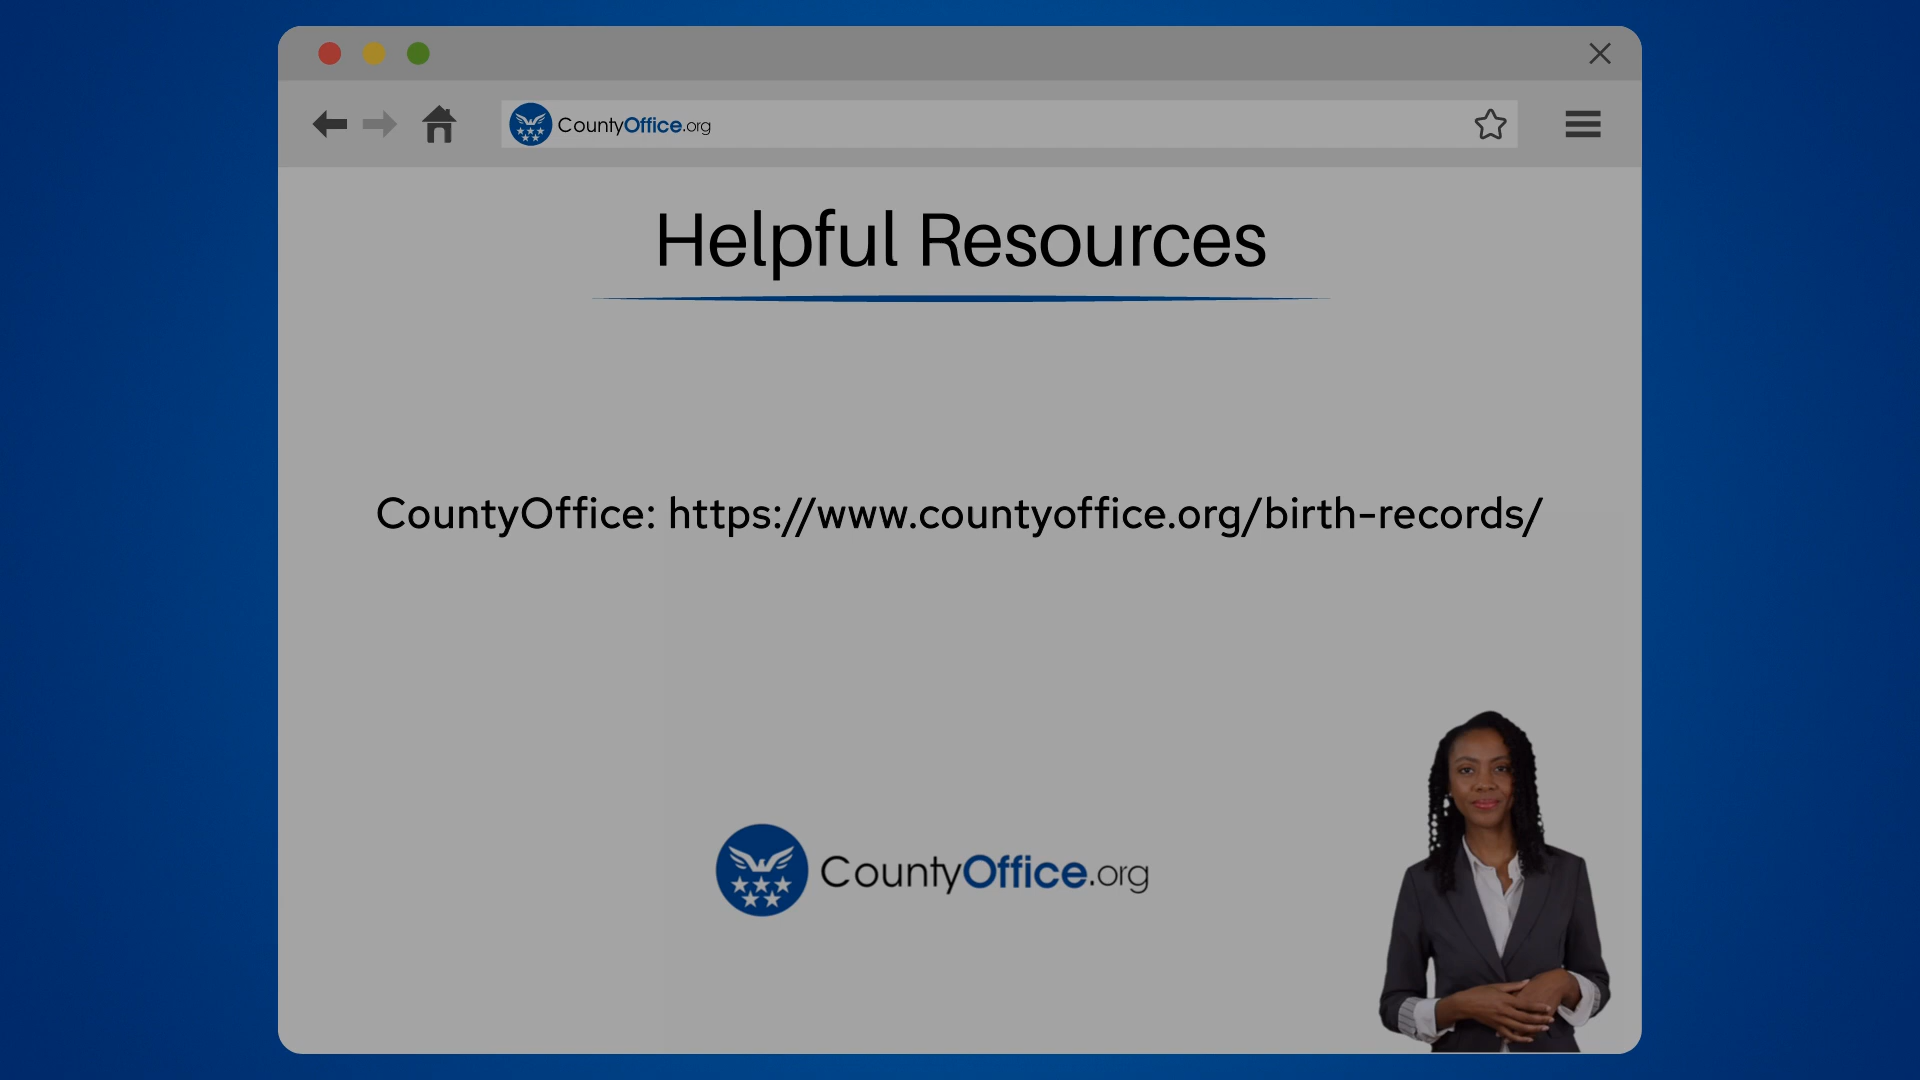 CountyOffice.org
Helpful Resources
CountyOffice: https://www.countyoffice.org/birth-records/
CountyOffice.org